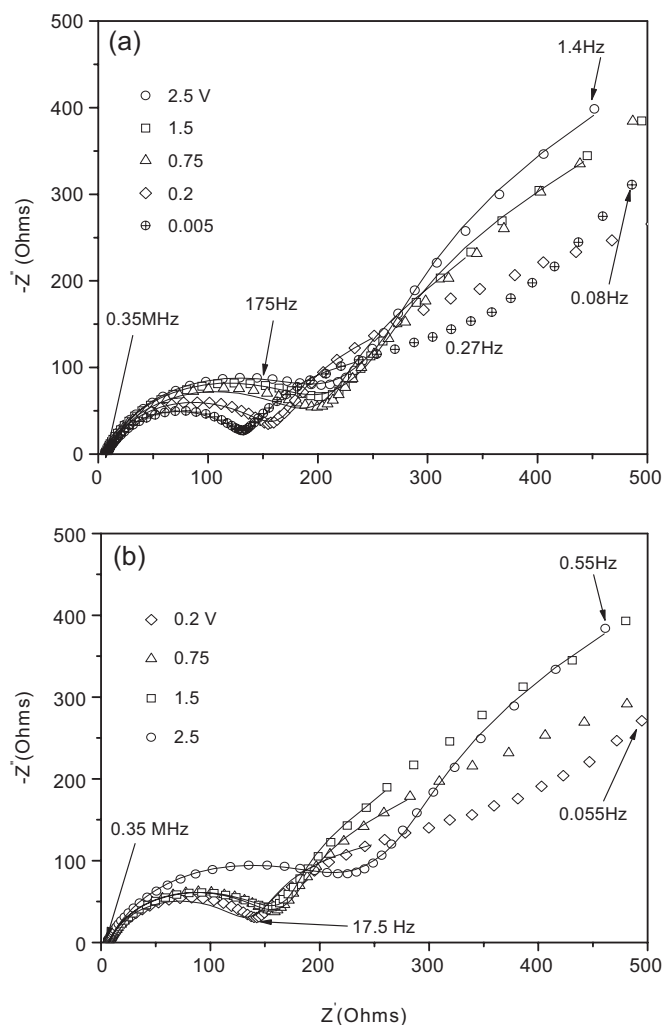 (a)
500
400
300
200
100
0
-Z" (Ohms)
2.5 V
1.5
0.75
0.2
0.005
1.4Hz
0.35MHz
175Hz
0.27Hz
0.08Hz
0 100 200 300 400 500
(b)
500
400
300
200
100
0
-Z"(Ohms)
0.2 V
0.75
1.5
2.5
0.55Hz
0.35 MHz
17.5 Hz
0.055Hz
0 100 200 300 400 500
Z'(Ohms)